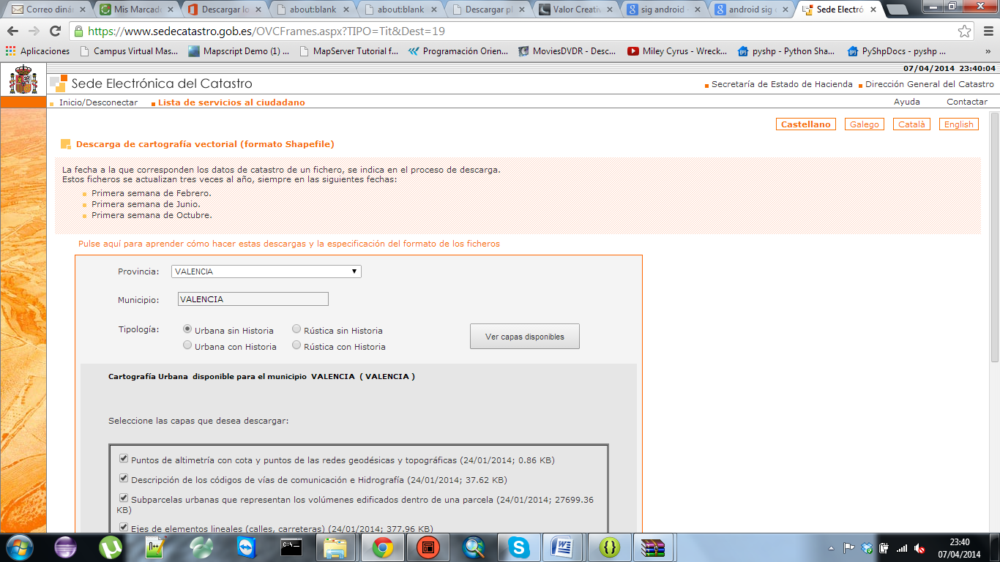 Correo diná
Mis Marcad
Descargar lo
about:blank
about:blank
Descargar pl
Valor Creativ
sig android
android sig
Sede Electró
https://www.sedecatastro.gob.es/OVCFrames.aspx?TIPO=Tit&Dest=19
Aplicaciones
Campus Virtual Mas...
Mapscript Demo (1) ...
MapServer Tutorial f...
Programación Orien...
MoviesDVDR - Desc...
Miley Cyrus - Wreck...
pyshp - Python Sha...
PyShpDocs - pyshp ...
»
07/04/2014 23:40:04
Sede Electrónica del Catastro
Secretaría de Estado de Hacienda
Dirección General del Catastro
Inicio/Desconectar
Lista de servicios al ciudadano
Ayuda
Contactar
Castellano
Galego
Català
English
Descarga de cartografía vectorial (formato Shapefile)
La fecha a la que corresponden los datos de catastro de un fichero, se indica en el proceso de descarga.
Estos ficheros se actualizan tres veces al año, siempre en las siguientes fechas:
Primera semana de Febrero.
Primera semana de Junio.
Primera semana de Octubre.
Pulse aquí para aprender cómo hacer estas descargas y la especificación del formato de los ficheros
Provincia:
VALENCIA
Municipio:
VALENCIA
Tipología:
Urbana sin Historia
Rústica sin Historia
Urbana con Historia
Rústica con Historia
Ver capas disponibles
Cartografía Urbana disponible para el municipio VALENCIA ( VALENCIA )
Seleccione las capas que desea descargar:
Puntos de altimetría con cota y puntos de las redes geodésicas y topográficas (24/01/2014; 0.86 KB)
Descripción de los códigos de vías de comunicación e Hidrografía (24/01/2014; 37.62 KB)
Subparcelas urbanas que representan los volúmenes edificados dentro de una parcela (24/01/2014; 27699.36
KB)
Ejes de elementos lineales (calles, carreteras) (24/01/2014; 377.96 KB)
23:40
07/04/2014